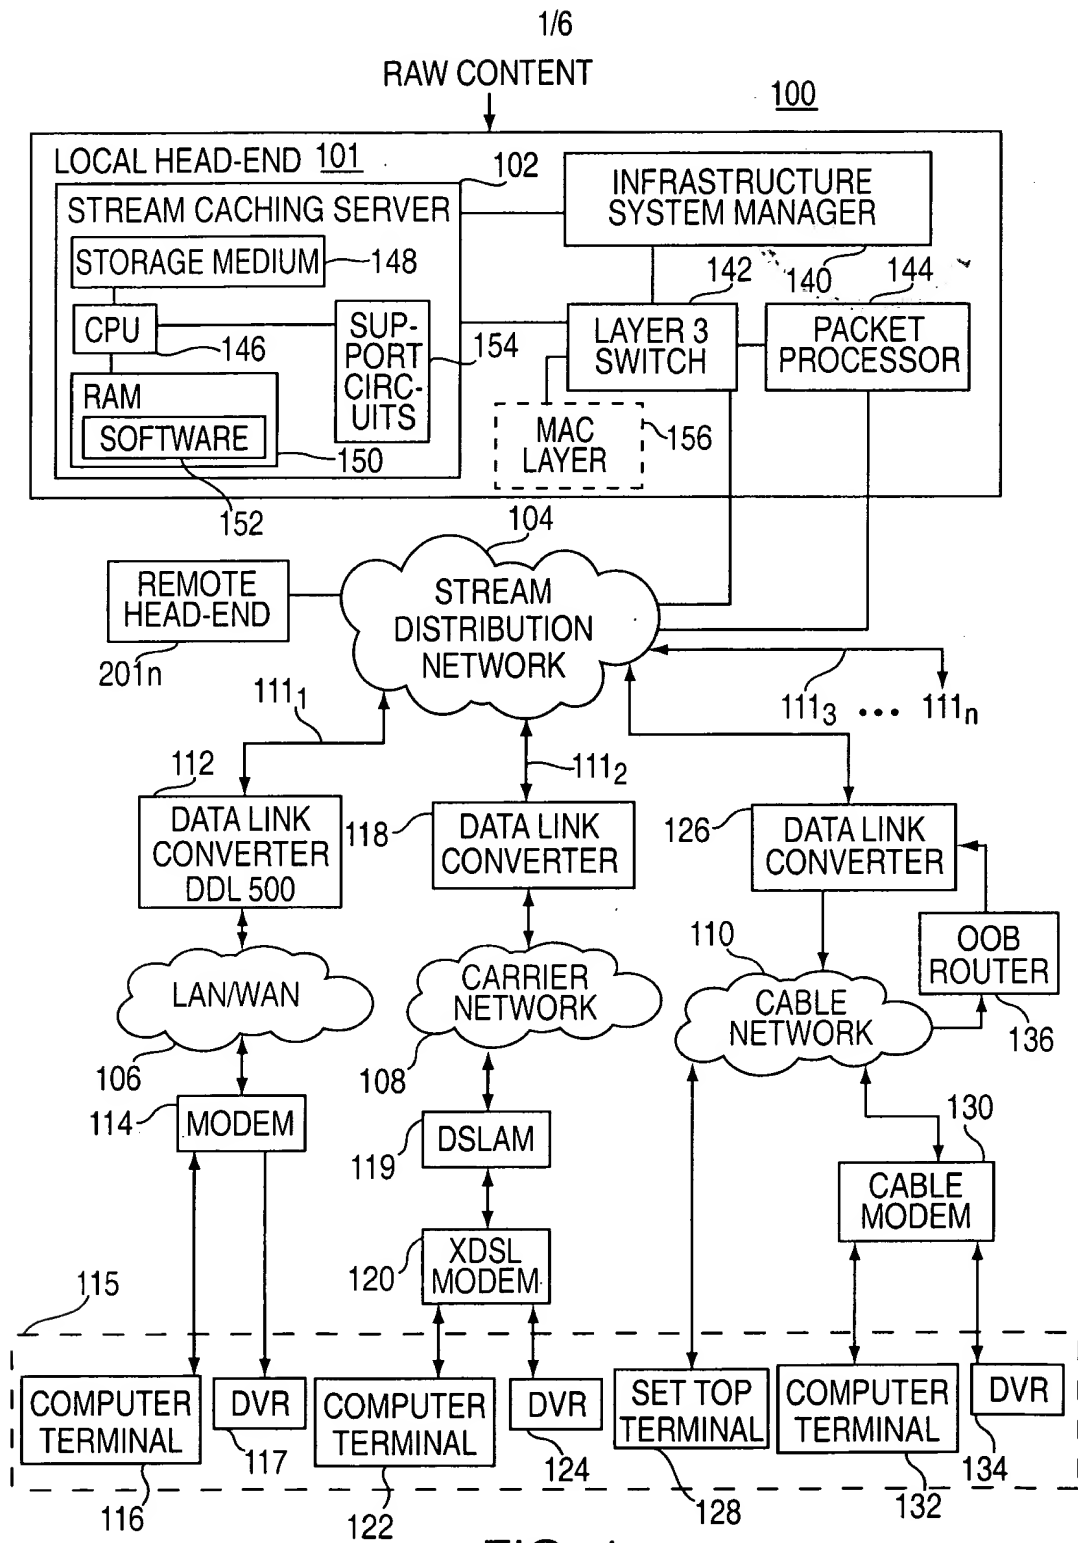 1/6
RAW CONTENT
100
LOCAL HEAD-END 101
102
STREAM CACHING SERVER
INFRASTRUCTURE
SYSTEM MANAGER
STORAGE MEDIUM
148
142
140
144
CPU
146
SUP-
PORT
CIRC-
UITS
154
LAYER 3
SWITCH
PACKET
PROCESSOR
RAM
SOFTWARE
150
MAC
LAYER
156
152
104
REMOTE
HEAD-END
201n
STREAM
DISTRIBUTION
NETWORK
111₁
111₃ ••• 111ₙ
112
111₂
DATA LINK
CONVERTER
DDL 500
118
DATA LINK
CONVERTER
126
DATA LINK
CONVERTER
110
OOB
ROUTER
136
LAN/WAN
CARRIER
NETWORK
CABLE
NETWORK
106
108
114
MODEM
119
DSLAM
130
CABLE
MODEM
120
XDSL
MODEM
115
COMPUTER
TERMINAL
DVR
COMPUTER
TERMINAL
DVR
SET TOP
TERMINAL
COMPUTER
TERMINAL
DVR
116
117
122
124
128
132
134